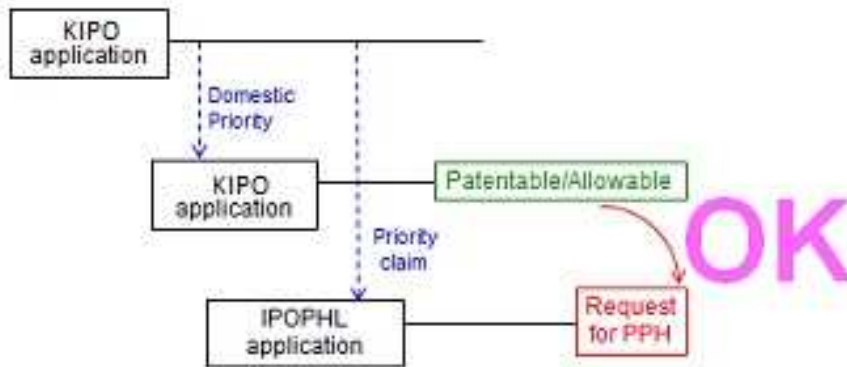 KIPO
application
Domestic
Priority
KIPO
application
Patentable/Allowable
OK
Priority
claim
IPOPHL
application
Request
for PPH